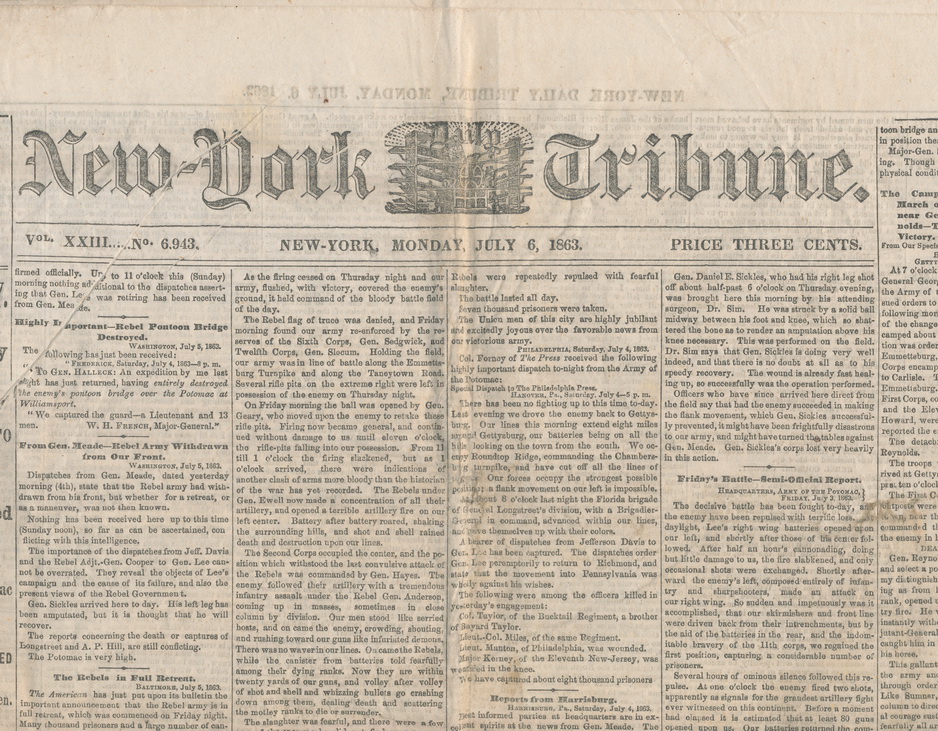 New-York Daily Tribune.
VOL. XXIII.....No. 6.943.
NEW-YORK, MONDAY, JULY 6, 1863.
PRICE THREE CENTS.
firmed officially. Up to 11 o'clock this (Sunday)
morning nothing additional to the dispatches assert-
ing that Gen. Lee was retiring has been received
from Gen. Meade.
Highly Important—Rebel Pontoon Bridge
Destroyed.
WASHINGTON, July 5, 1863.
The following has just been received:
"FREDERICK, Saturday, July 4, 1863—8 p. m.
"To GEN. HALLECK: An expedition by me last
night has just returned, having entirely destroyed
the enemy's pontoon bridge over the Potomac at
Williamsport.
"We captured the guard—a Lieutenant and 13
men. W. H. FRENCH, Major-General."
From Gen. Meade—Rebel Army Withdrawn
from Our Front.
WASHINGTON, July 5, 1863.
Dispatches from Gen. Meade, dated yesterday
morning (4th), state that the Rebel army had with-
drawn from his front, but whether for a retreat, or
as a maneuver, was not then known.
Nothing has been received here up to this time
(Sunday noon), so far as can be ascertained, con
flicting with this intelligence.
The importance of the dispatches from Jeff. Davis
and the Rebel Adjt.-Gen. Cooper to Gen. Lee can-
not be overrated. They reveal the objects of Lee's
campaign and the cause of its failure, and also the
present views of the Rebel Government.
Gen. Sickles arrived here to day. His left leg has
been amputated, but it is thought that he will
recover.
The reports concerning the death or captures of
Longstreet and A. P. Hill, are still conflicting.
The Potomac is very high.
The Rebels in Full Retreat.
BALTIMORE, July 5, 1863.
The American has just put upon its bulletin the
important announcement that the Rebel army is in
full retreat, which was commenced on Friday night.
Many thousand prisoners and a large number of can-
As the firing ceased on Thursday night and our
army, flushed, with victory, covered the enemy's
ground, it held command of the bloody battle field
of the day.
The Rebel flag of truce was denied, and Friday
morning found our army re-enforced by the re-
serves of the Sixth Corps, Gen. Sedgwick, and
Twelfth Corps, Gen. Slocum. Holding the field,
our army was in line of battle along the Emmetts-
burg Turnpike and along the Taneytown Road.
Several rifle pits on the extreme right were left in
possession of the enemy on Thursday night.
On Friday morning the ball was opened by Gen.
Geary, who moved upon the enemy to retake these
rifle pits. Firing now became general, and contin-
ued without damage to us until eleven o'clock,
the rifle-pits falling into our possession. From 11
till 1 o'clock the firing slackened, but as 1
o'clock arrived, there were indications of
another clash of arms more bloody than the historian
of the war has yet recorded. The Rebels under
Gen. Ewell now made a concentration of all their
artillery, and opened a terrible artillery fire on our
left center. Battery after battery roared, shaking
the surrounding hills, and shot and shell rained
death and destruction upon our lines.
The Second Corps occupied the center, and the po-
sition which withstood the last convulsive attack of
the Rebels was commanded by Gen. Hayes. The
enemy followed their artillery with a tremendous
infantry assault under the Rebel Gen. Anderson,
coming up in masses, sometimes in close
column by division. Our men stood like serried
hosts, and on came the enemy, crowding, shouting,
and rushing toward our guns like infuriated demons.
There was no waver in our lines. On came the Rebels,
while the canister from batteries told fearfully
among their dying ranks. Now they are within
twenty yards of our guns, and volley after volley
of shot and shell and whizzing bullets go crashing
down among them, dealing death and scattering
the motley ranks to die or surrender.
The slaughter was fearful, and there were a few
Rebels were repeatedly repulsed with fearful
slaughter.
The battle lasted all day.
Seven thousand prisoners were taken.
The Union men of this city are highly jubilant
and excitedly joyous over the favorable news from
our victorious army.
PHILADELPHIA, Saturday, July 4, 1863.
Col. Forney of The Press received the following
highly important dispatch to-night from the Army of
the Potomac:
Special Dispatch to The Philadelphia Press.
HANOVER, Pa., Saturday, July 4—5 p. m.
There has been no fighting up to this time to-day.
Last evening we drove the enemy back to Gettys-
burg. Our lines this morning extend eight miles
around Gettysburg, our batteries being on all the
hills looking on the town from the south. We oc-
cupy Roundtop Ridge, commanding the Chambers-
burg turnpike, and have cut off all the lines of
Our forces occupy the strongest possible
on our left is impossible.
About 8 o'clock last night the Florida brigade
of Gen. Longstreet's division, with a Brigadier-
General in command, advance within our lines,
and gave themselves up with their colors.
A bearer of dispatches from Jefferson Davis to
Gen. Lee has been captured. The dispatches order
Gen. Lee peremptorily to return to Richmond, and
state that the movement into Pennsylvania was
wholly against his wishes.
The following were among the officers killed in
yesterday's engagement:
Col. Taylor, of the Bucktail Regiment, a brother
of Bayard Taylor.
Lieut.-Col. Miles, of the same Regiment.
Lieut. Manton, of Philadelphia, was wounded.
Major Kerney, of the Eleventh New-Jersey, was
wounded in
We have captured about eight thousand prisoners
Reports from Harrisburg.
HARRISBURG, Pa., Saturday, July 4, 1863.
informed parties at headquarters are in ex-
spirits at the news from Gen. Meade. The
Gen. Daniel E. Sickles, who had his right leg shot
off about half-past 6 o'clock on Thursday evening,
was brought here this morning by his attending
surgeon, Dr. Sim. He was struck by a solid ball
midway between his foot and knee, which so shat-
tered the bone as to render an amputation above his
knee necessary. This was performed on the field.
Dr. Sim says that Gen. Sickles is doing very well
indeed, and that there is no doubt at all as to his
speedy recovery. The wound is already fast heal-
ing up, so successfully was the operation performed.
Officers who have since arrived here direct from
the field say that had the enemy succeeded in making
the flank movement, which Gen. Sickles successful-
ly prevented, it might have been frightfully disastrous
to our army, and might have turned the tables against
Gen. Meade. Gen. Sickles's corps lost very heavily
in this action.
Friday's Battle—Semi-Official Report.
HEADQUARTERS, ARMY OF THE POTOMAC,
FRIDAY, July 3, 1863.
The decisive battle has been fought to-day, and
the enemy has been repulsed with terrific loss.
daylight, Lee's right wing batteries opened upon
our left, and shortly after those of his center fol-
lowed. After half an hour's cannonading, doing
but little damage to us, the fire slackened, and only
occasional shots were exchanged. Shortly after-
ward the enemy's left, composed entirely of infan-
try and sharpshooters, made an attack on
our right wing. So sudden and impetuously was it
accomplished, that our skirmishers and front line
were driven back from their intrenchments, but by
the aid of the batteries in the rear, and the indom-
itable bravery of the 11th corps, we regained the
first position, capturing a considerable number of
prisoners.
Several hours of ominous silence followed this re-
pulse. At one o'clock the enemy fired two shots,
apparently as signals for the grandest artillery fight
ever witnessed on this continent. Before a moment
had elapsed it is estimated that at least 80 guns
opened upon us. Our batteries returned the com-
toon bridge an
in position the
Major-Gen.
ing. Though
physical condi
The Camp
March o
near Ge
nolds—T
Victory.
From Our Specia
GETTY
At 7 o'clock
General Geor
the Army of t
sued orders to
following mor
of the change
camped about
was on order
Emmettsburg,
Corps encamp
to Carlisle.
Emmettsburg.
First Corps, co
and the Elev
Howard, were
reported the e
The detach
Reynolds.
The troops
past ten o'clock
The First C
commanded t
the enemy in
Gen. Reyno
and select a po
my distinguish
ing as from i
rank, opened
try fire. He w
instantly withe
jutant-General
caught him in
his horse.
This gallant
the army and
through order
Like Sumner,
column to direc
al courage suc
fearfully all ar